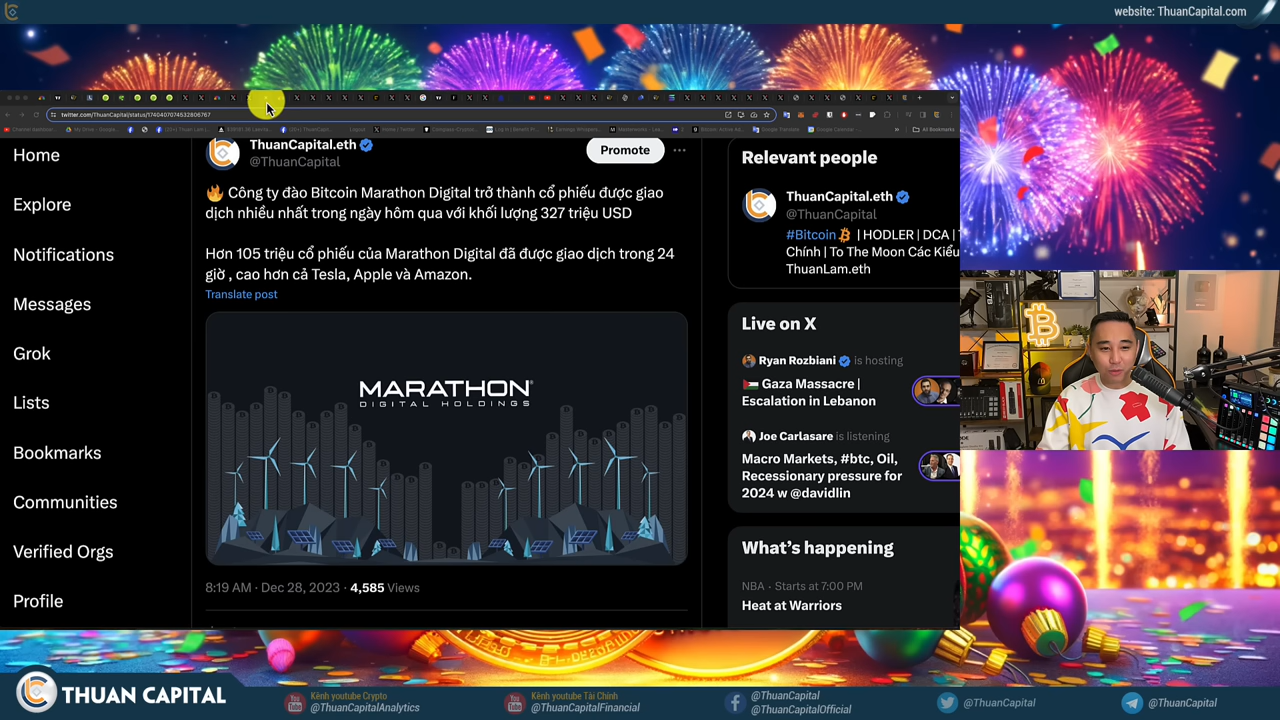 website: ThuanCapital.com
twitter.com/ThuanCapital/status/1740407074532806767
All Bookmarks
Home
Explore
Notifications
Messages
Grok
Lists
Bookmarks
Communities
Verified Orgs
Profile
ThuanCapital.eth
@ThuanCapital
Promote
🔥 Công ty đào Bitcoin Marathon Digital trở thành cổ phiếu được giao
dịch nhiều nhất trong ngày hôm qua với khối lượng 327 triệu USD
Hơn 105 triệu cổ phiếu của Marathon Digital đã được giao dịch trong 24
giờ , cao hơn cả Tesla, Apple và Amazon.
Translate post
MARATHON
DIGITAL HOLDINGS
8:19 AM · Dec 28, 2023 · 4,585 Views
Relevant people
ThuanCapital.eth
@ThuanCapital
#Bitcoin | HODLER | DCA |
Chính | To The Moon Các Kiểu
ThuanLam.eth
Live on X
Ryan Rozbiani is hosting
🇵🇸 Gaza Massacre |
Escalation in Lebanon
Joe Carlasare is listening
Macro Markets, #btc, Oil,
Recessionary pressure for
2024 w @davidlin
What's happening
NBA · Starts at 7:00 PM
Heat at Warriors
THUAN CAPITAL
Kênh youtube Crypto
@ThuanCapitalAnalytics
Kênh youtube Tài Chính
@ThuanCapitalFinancial
@ThuanCapital
@ThuanCapitalOfficial
@ThuanCapital
@ThuanCapital